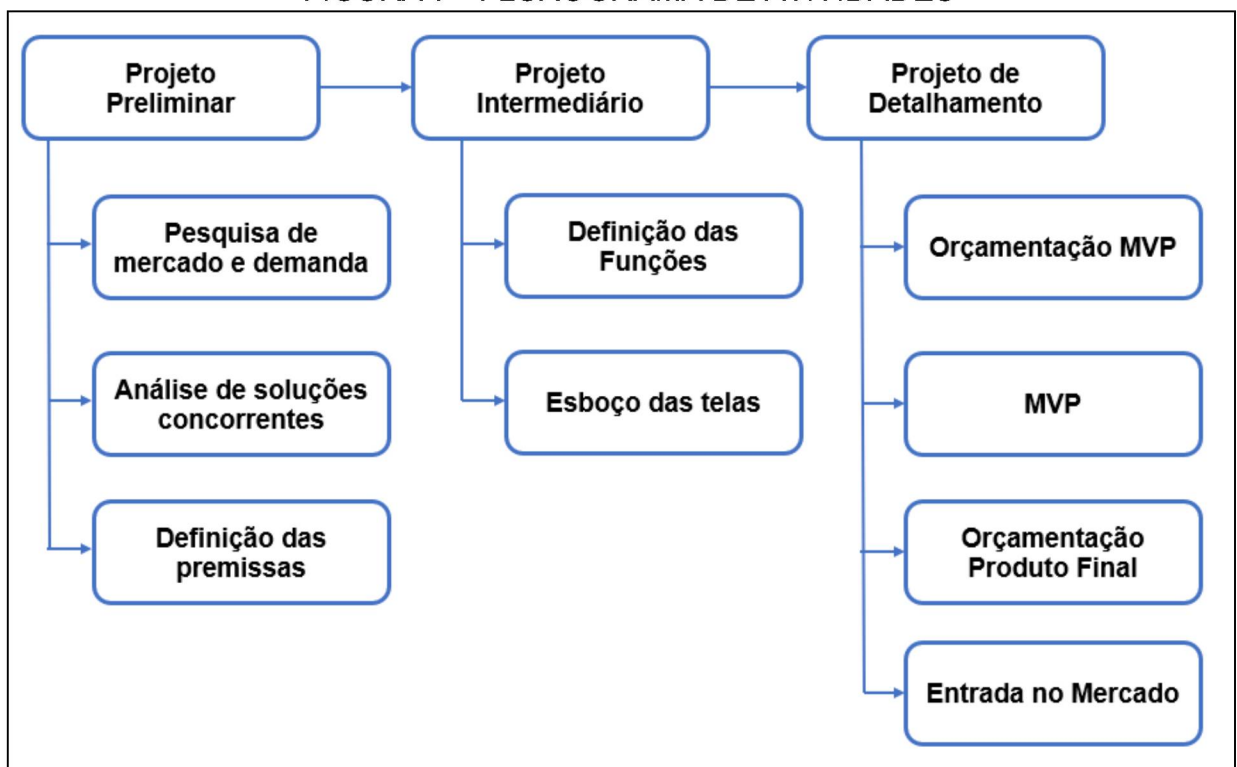 Projeto
Preliminar
Projeto
Intermediário
Projeto de
Detalhamento
Pesquisa de
mercado e demanda
Análise de soluções
concorrentes
Definição das
premissas
Definição das
Funções
Esboço das telas
Orçamentação MVP
MVP
Orçamentação
Produto Final
Entrada no Mercado